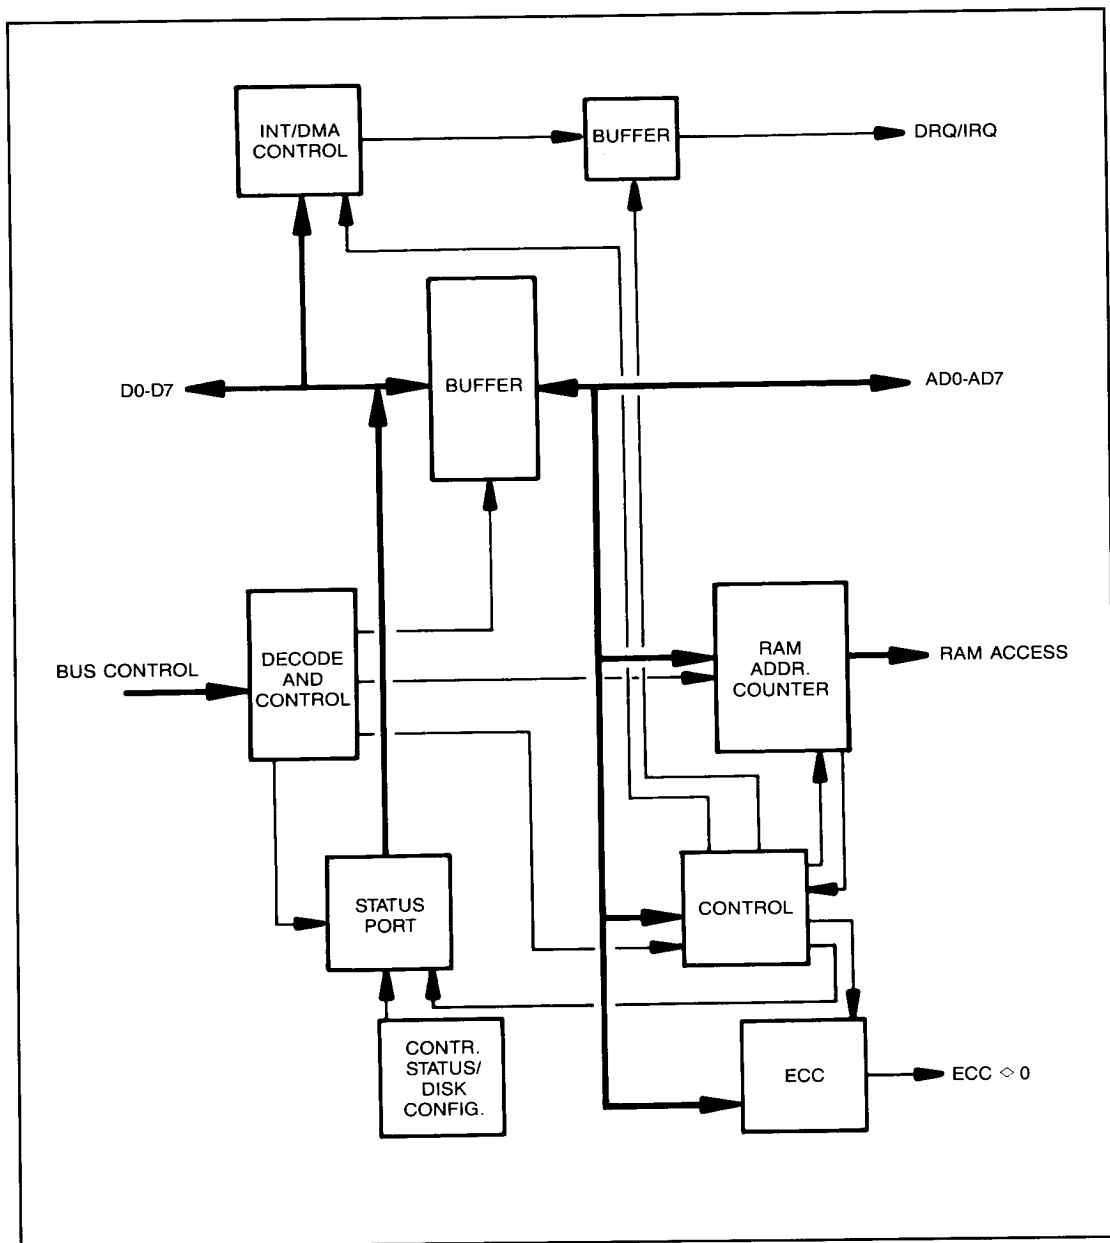 INT/DMA
CONTROL
BUFFER
DRQ/IRQ
D0-D7
BUFFER
AD0-AD7
BUS CONTROL
DECODE
AND
CONTROL
RAM
ADDR.
COUNTER
RAM ACCESS
STATUS
PORT
CONTROL
CONTR.
STATUS/
DISK
CONFIG.
ECC
ECC ◇ 0